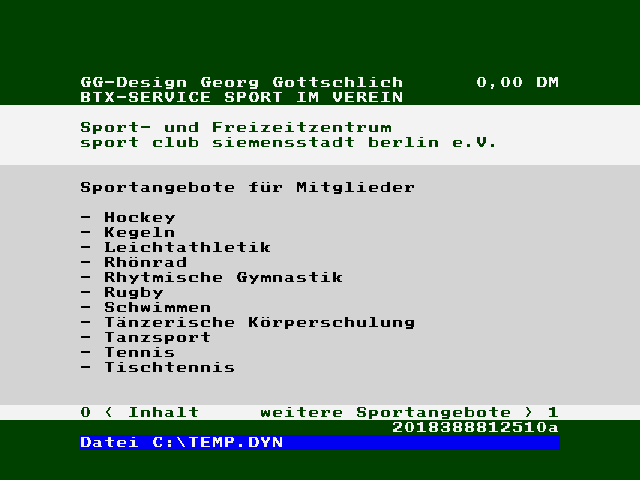 GG-Design Georg Gottschlich 0,00 DM
BTX-SERVICE SPORT IM VEREIN
Sport- und Freizeitzentrum
sport club siemensstadt berlin e.V.
Sportangebote für Mitglieder
- Hockey
- Kegeln
- Leichtathletik
- Rhönrad
- Rhytmische Gymnastik
- Rugby
- Schwimmen
- Tänzerische Körperschulung
- Tanzsport
- Tennis
- Tischtennis
0 < Inhalt weitere Sportangebote > 1
2018388812510a
Datei C:\TEMP.DYN